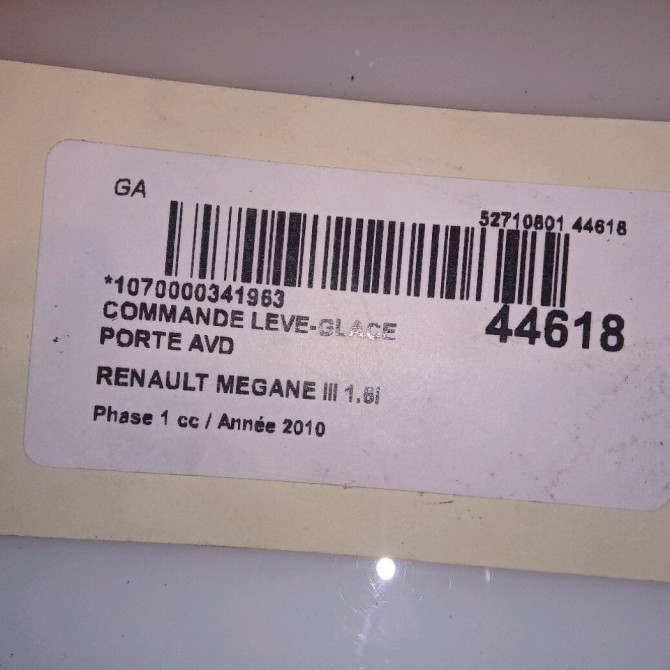 GA
52710801 44618
*1070000341963
COMMANDE LEVE-GLACE
44618
PORTE AVD
RENAULT MEGANE III 1.6i
Phase 1 cc / Année 2010